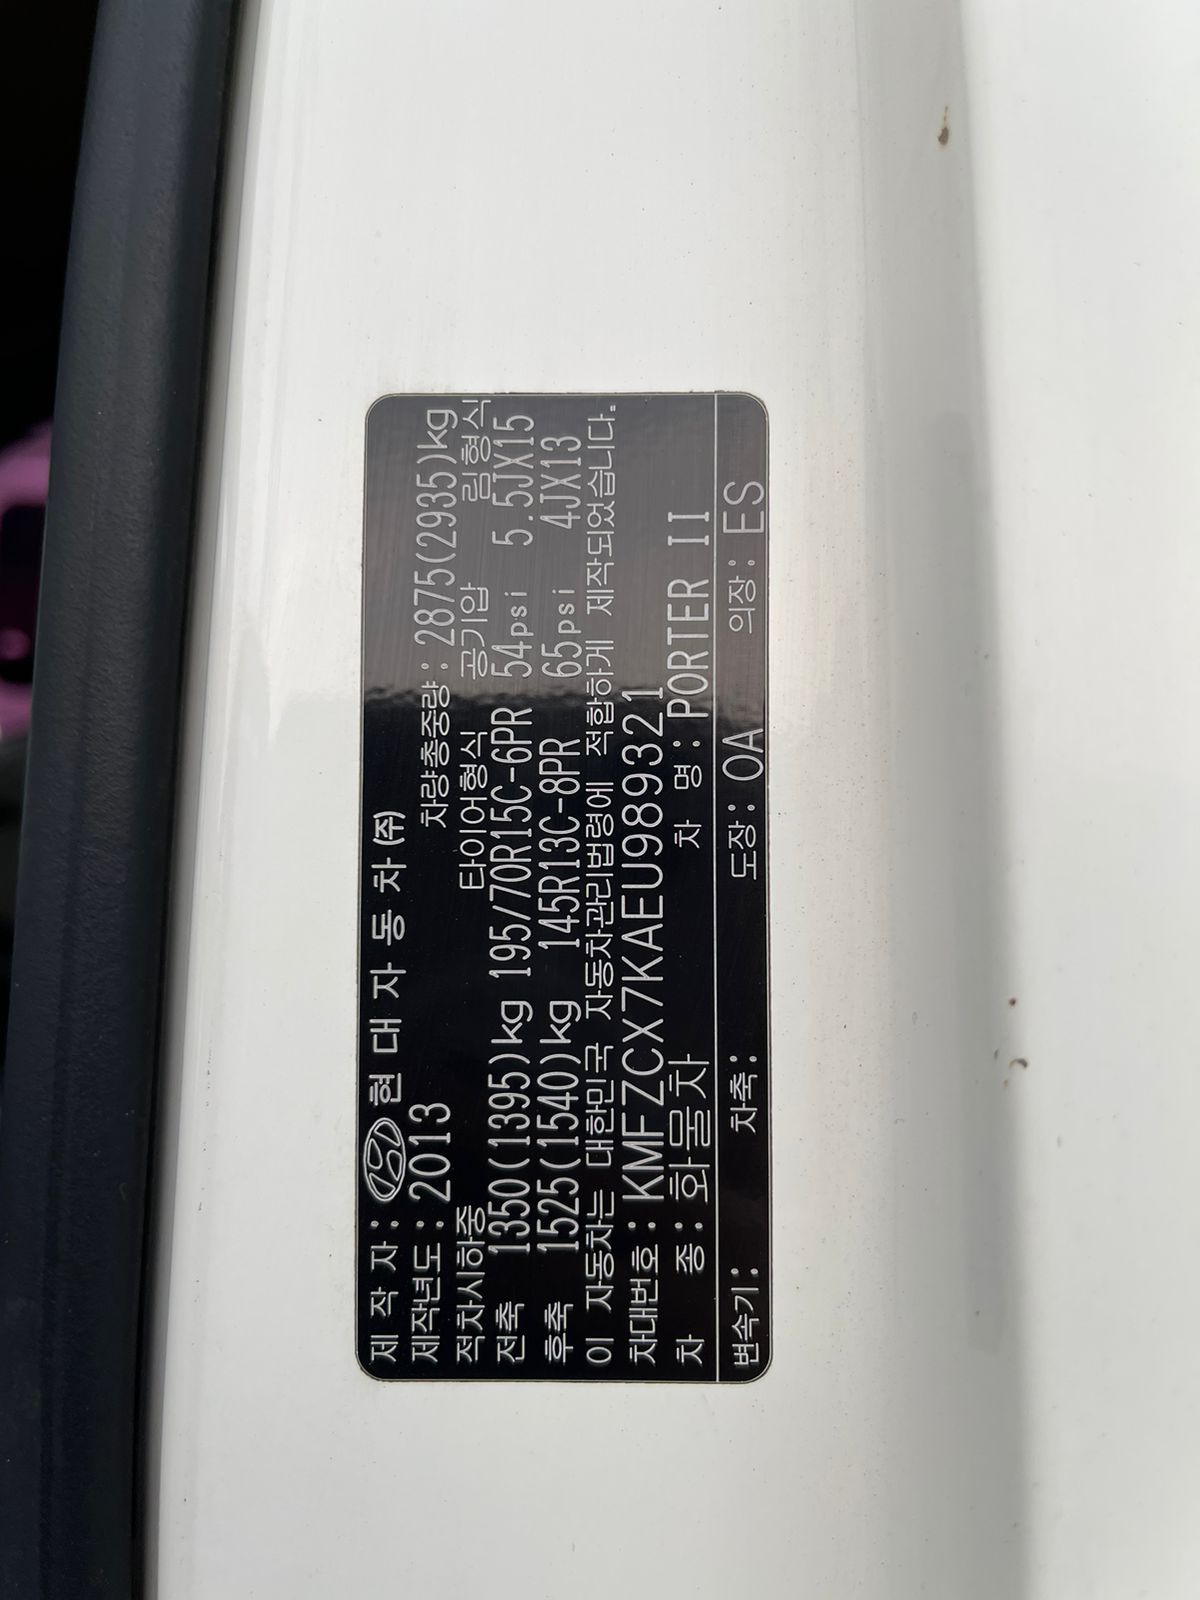 제 작 자 : 현 대 자 동 차 (주)
제작년도 : 2013 차량총중량 : 2875(2935)kg
적차시하중 타이어형식 공기압 림형식
전축 1350(1395)kg 195/70R15C-6PR 54psi 5.5JX15
후축 1525(1540)kg 145R13C-8PR 65psi 4JX13
이 자동차는 대한민국 자동차관리법령에 적합하게 제작되었습니다.
차대번호 : KMFZCX7KAEU989321
차 종 : 화물차 차 명 : PORTER II
변속기 : 차축 : 도장 : OA 의장 : ES